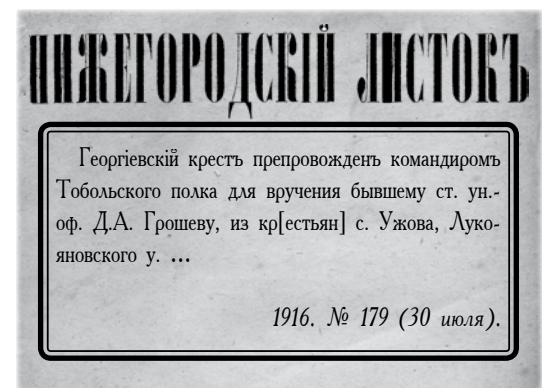 НИЖЕГОРОДСКІЙ ЛИСТОКЪ
Георгіевскій крестъ препровожденъ командиромъ
Тобольского полка для вручения бывшему ст. ун.-
оф. Д.А. Грошеву, из кр[естьян] с. Ужова, Луко-
яновского у. ...
1916. № 179 (30 июля).